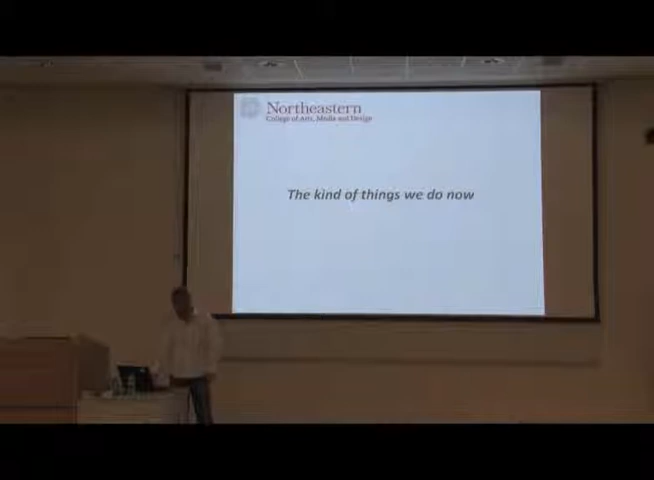 Northeastern
College of Arts, Media and Design
The kind of things we do now